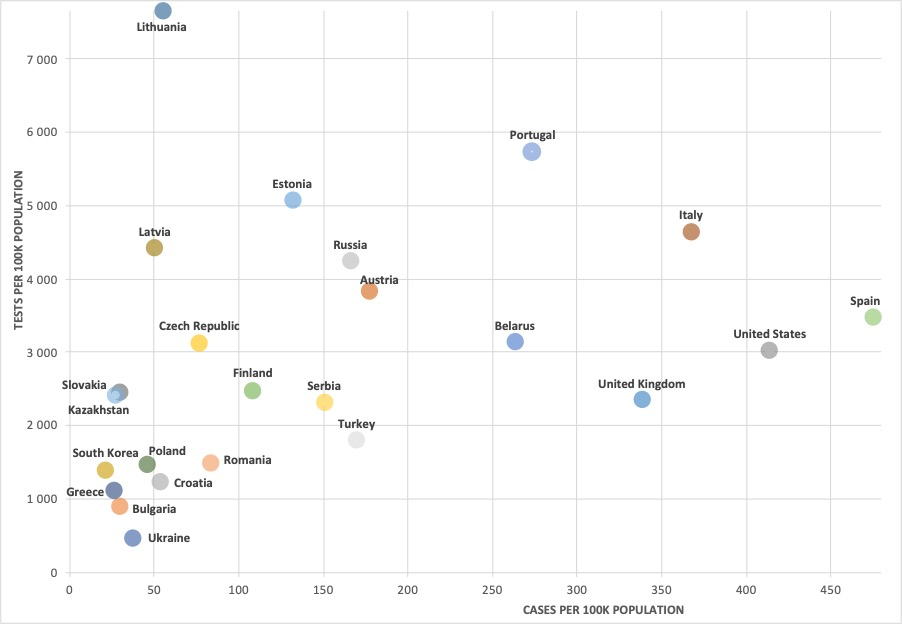 Lithuania
7 000
6 000
Portugal
Estonia
5 000
Italy
Latvia
Russia
4 000
Austria
Spain
Czech Republic
Belarus
United States
3 000
Finland
Slovakia
Serbia
United Kingdom
Kazakhstan
2 000
Turkey
South Korea
Poland
Romania
Croatia
Greece
1 000
Bulgaria
Ukraine
0
TESTS PER 100K POPULATION
0 50 100 150 200 250 300 350 400 450
CASES PER 100K POPULATION